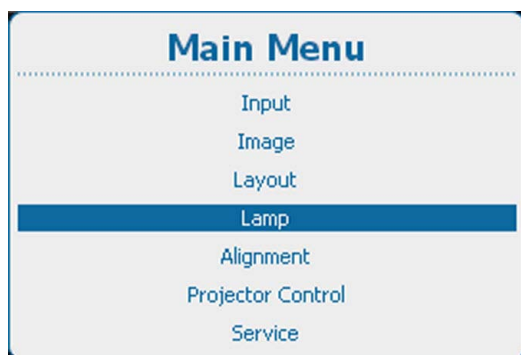 Main Menu
Input
Image
Layout
Lamp
Alignment
Projector Control
Service